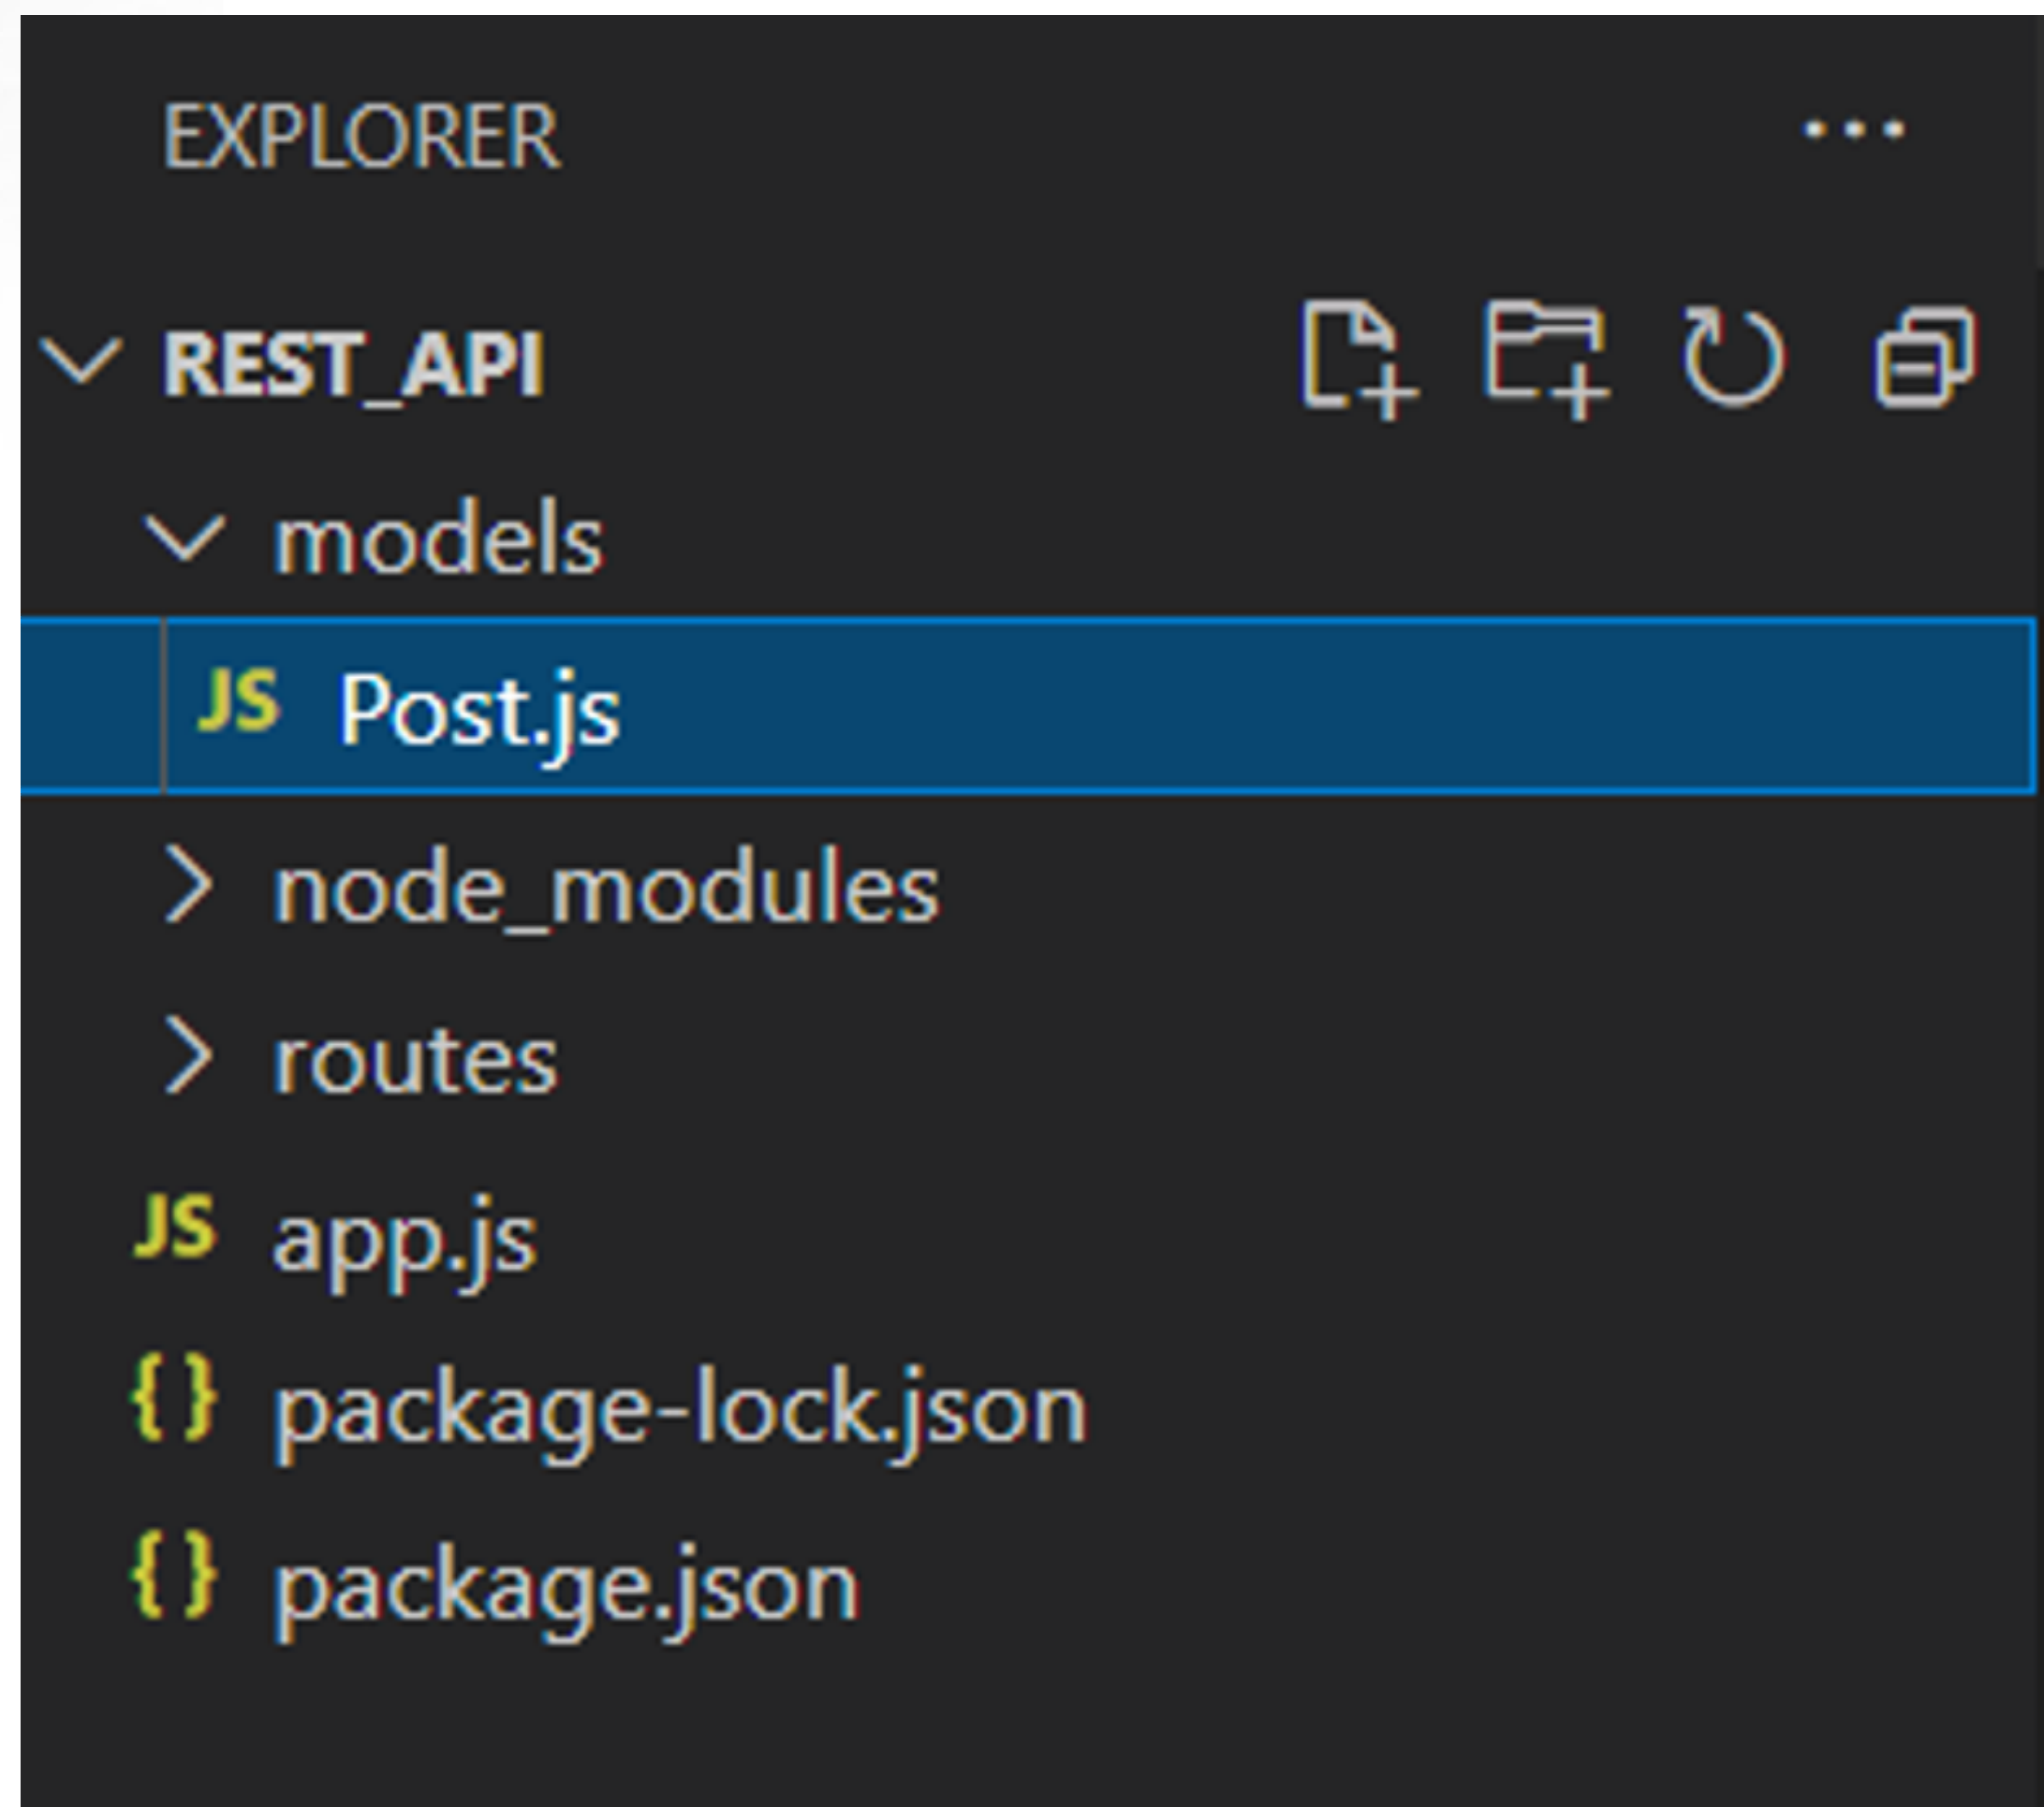 EXPLORER
REST_API
models
JS Post.js
node_modules
routes
JS app.js
{} package-lock.json
{} package.json